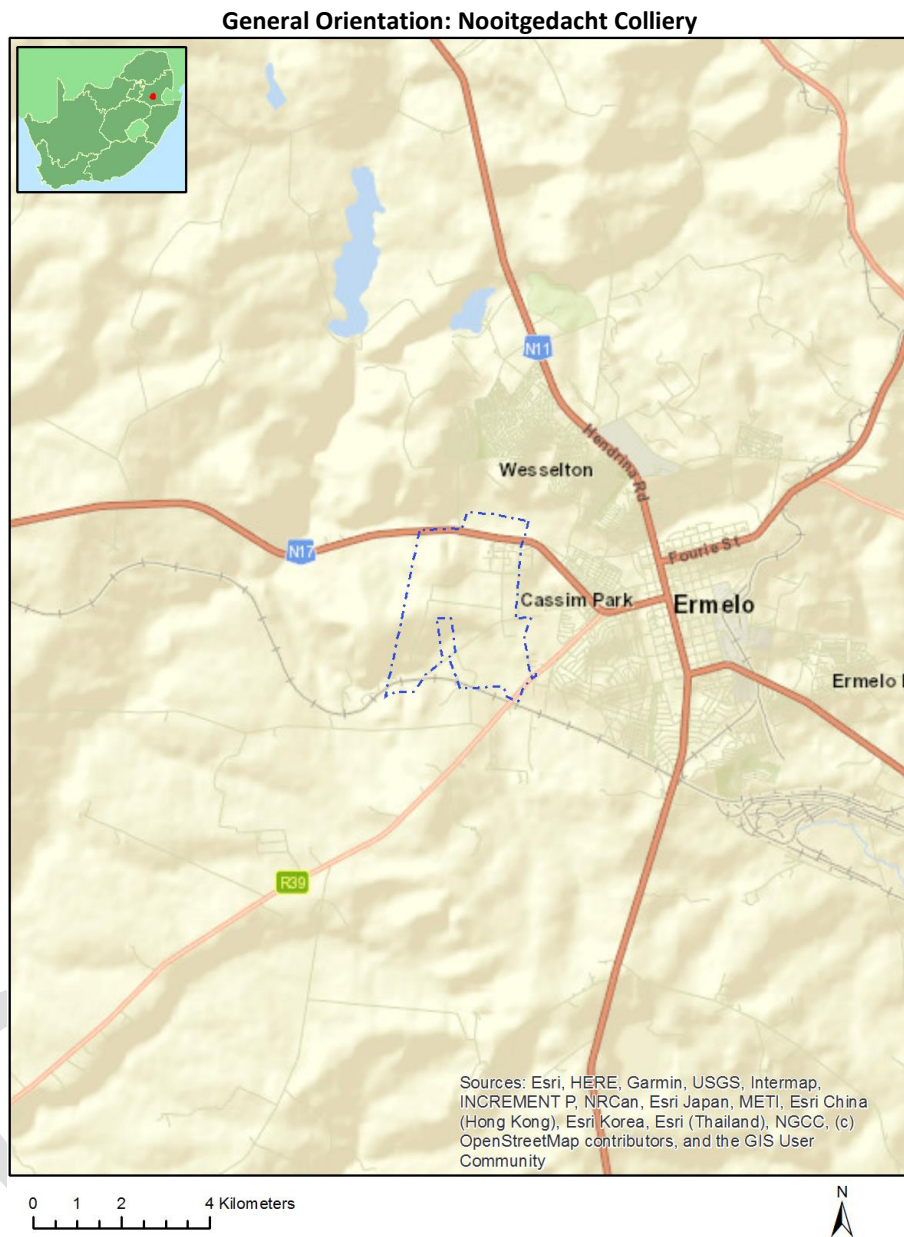 General Orientation: Nooitgedacht Colliery
N11
Hendrina Rd
Wesselton
N17
Fourie St
Cassim Park
Ermelo
Ermelo
R39
Sources: Esri, HERE, Garmin, USGS, Intermap,
INCREMENT P, NRCan, Esri Japan, METI, Esri China
(Hong Kong), Esri Korea, Esri (Thailand), NGCC, (c)
OpenStreetMap contributors, and the GIS User
Community
0 1 2 4 Kilometers
N